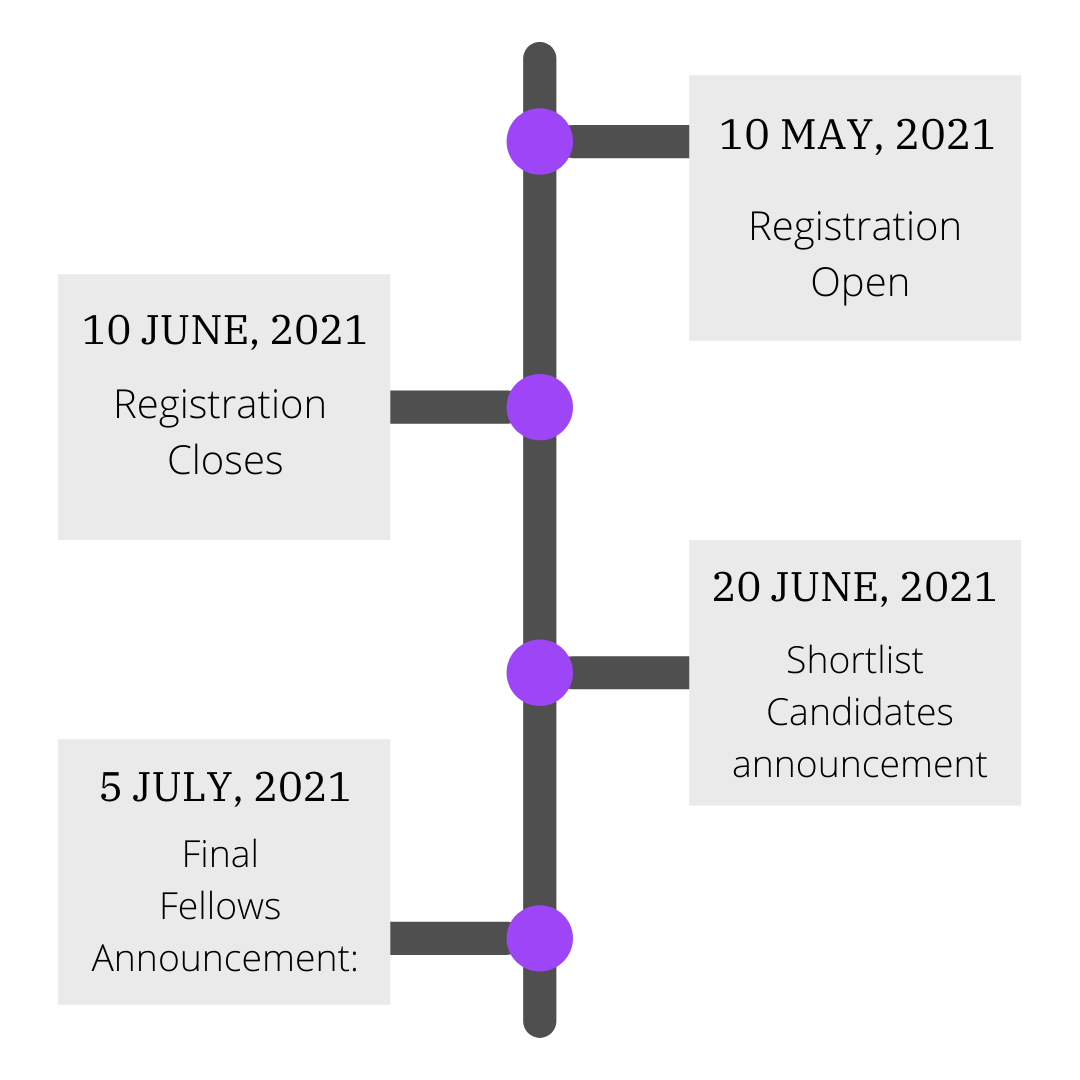 10 MAY, 2021
Registration
Open
10 JUNE, 2021
Registration
Closes
20 JUNE, 2021
Shortlist
Candidates
announcement
5 JULY, 2021
Final
Fellows
Announcement: